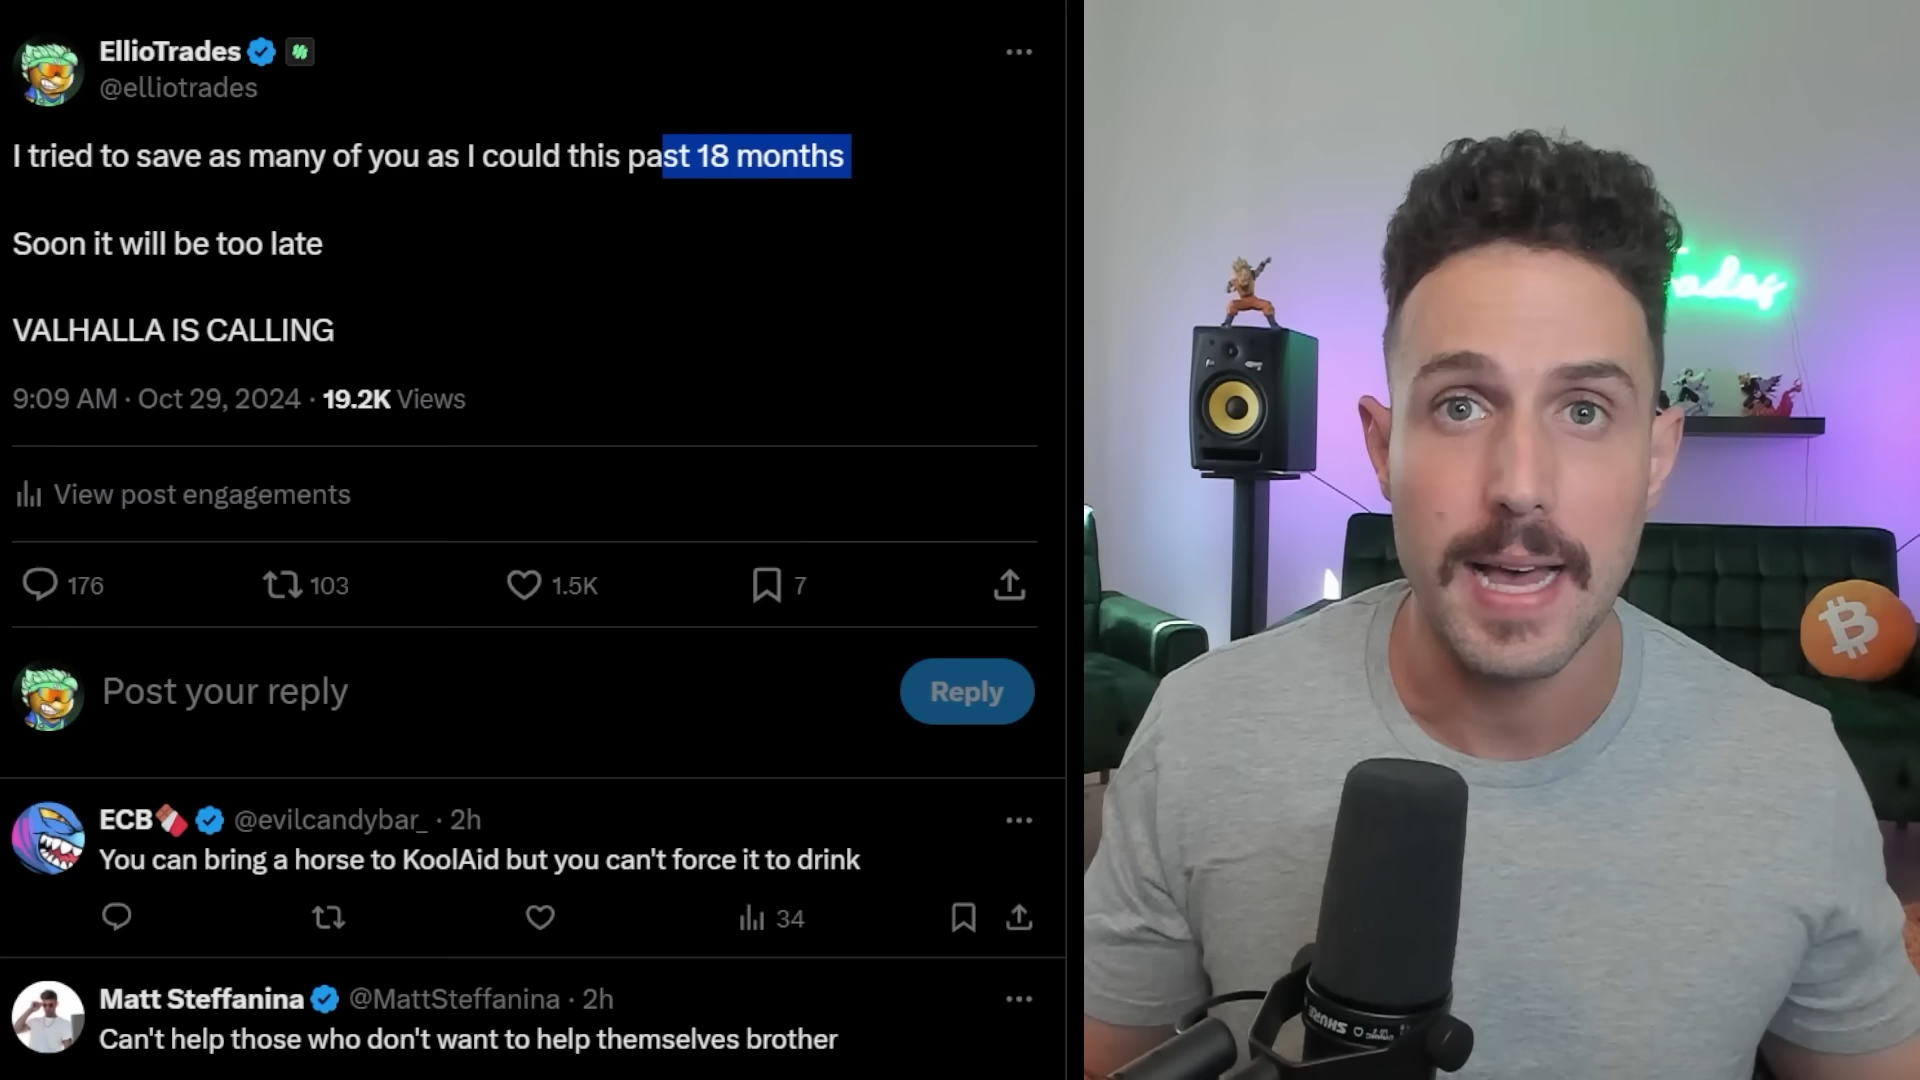 EllioTrades
@elliotrades
I tried to save as many of you as I could this past 18 months
Soon it will be too late
VALHALLA IS CALLING
9:09 AM · Oct 29, 2024 · 19.2K Views
View post engagements
176 103 1.5K 7
Post your reply
Reply
ECB🍫 @evilcandybar_ · 2h
You can bring a horse to KoolAid but you can't force it to drink
34
Matt Steffanina @MattSteffanina · 2h
Can't help those who don't want to help themselves brother
ades
SHURE